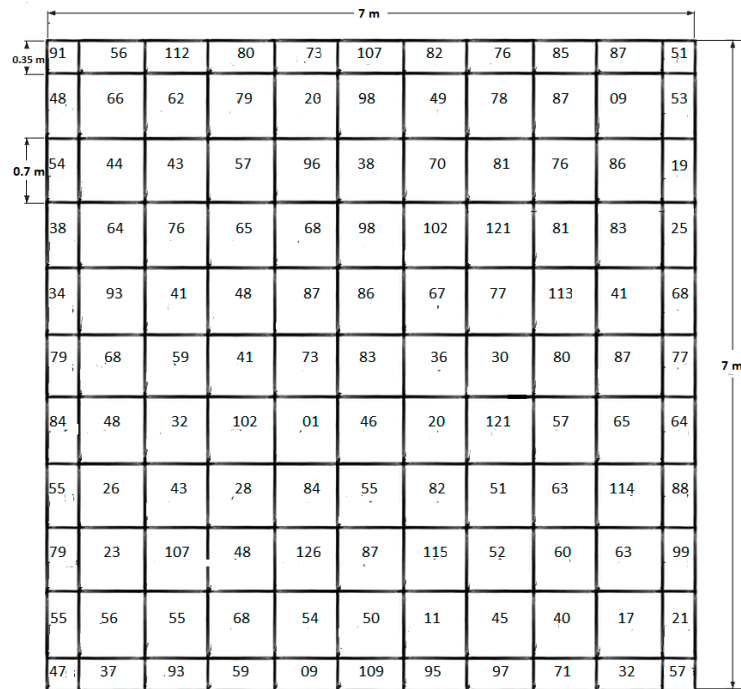 7 m
0.35 m
91 56 112 80 73 107 82 76 85 87 51
48 66 62 79 20 98 49 78 87 09 53
0.7 m
54 44 43 57 96 38 70 81 76 86 19
38 64 76 65 68 98 102 121 81 83 25
34 93 41 48 87 86 67 77 113 41 68
79 68 59 41 73 83 36 30 80 87 77
7 m
84 48 32 102 01 46 20 121 57 65 64
55 26 43 28 84 55 82 51 63 114 88
79 23 107 48 126 87 115 52 60 63 99
55 56 55 68 54 50 11 45 40 17 21
47 37 93 59 09 109 95 97 71 32 57